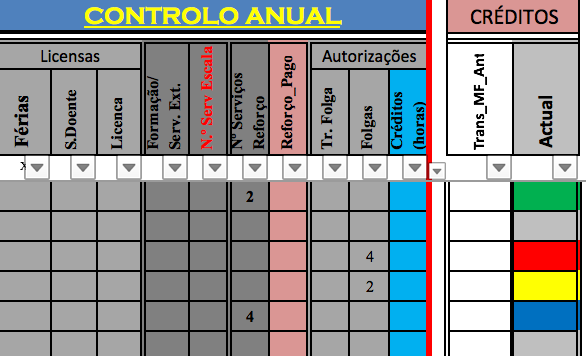 CONTROLO ANUAL
CRÉDITOS
Licensas
Autorizações
Férias
S.Doente
Licenca
Formação/
Serv. Ext.
N.º Serv Escala
Nº Serviços
Reforço
Reforço_Pago
Tr. Folga
Folgas
Créditos
(horas)
Trans_MF_Ant
Actual
2
4
2
4